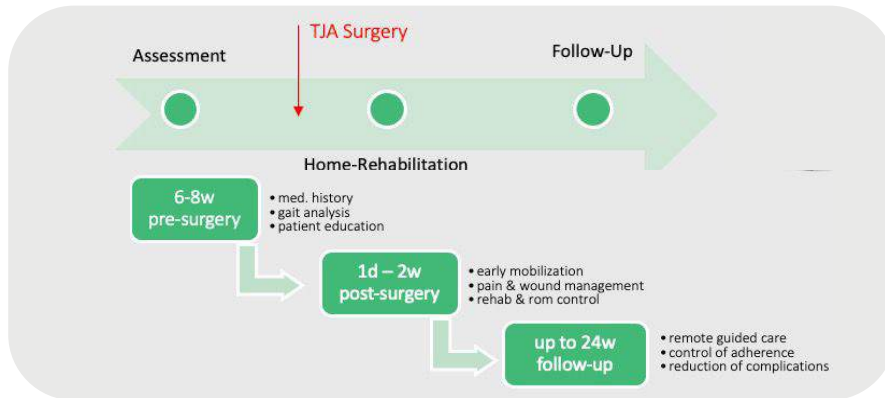 TJA Surgery
Assessment
Follow-Up
Home-Rehabilitation
6-8w
pre-surgery
• med. history
• gait analysis
• patient education
1d – 2w
post-surgery
• early mobilization
• pain & wound management
• rehab & rom control
up to 24w
follow-up
• remote guided care
• control of adherence
• reduction of complications